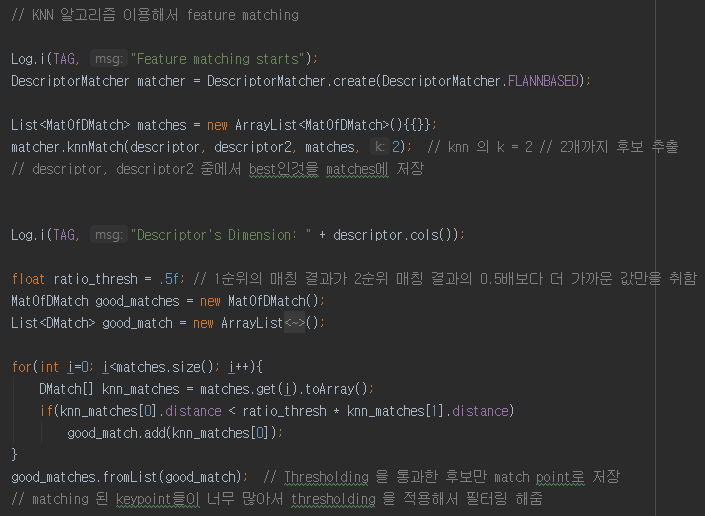 // KNN 알고리즘 이용해서 feature matching
Log.i(TAG, msg: "Feature matching starts");
DescriptorMatcher matcher = DescriptorMatcher.create(DescriptorMatcher.FLANNBASED);
List<MatOfDMatch> matches = new ArrayList<MatOfDMatch>(){{}};
matcher.knnMatch(descriptor, descriptor2, matches, k: 2); // knn 의 k = 2 // 2개까지 후보 추출
// descriptor, descriptor2 중에서 best인것을 matches에 저장
Log.i(TAG, msg: "Descriptor's Dimension: " + descriptor.cols());
float ratio_thresh = .5f; // 1순위의 매칭 결과가 2순위 매칭 결과의 0.5배보다 더 가까운 값만을 취함
MatOfDMatch good_matches = new MatOfDMatch();
List<DMatch> good_match = new ArrayList<~>();
for(int i=0; i<matches.size(); i++){
DMatch[] knn_matches = matches.get(i).toArray();
if(knn_matches[0].distance < ratio_thresh * knn_matches[1].distance)
good_match.add(knn_matches[0]);
}
good_matches.fromList(good_match); // Thresholding 을 통과한 후보만 match point로 저장
// matching 된 keypoint들이 너무 많아서 thresholding 을 적용해서 필터링 해줌